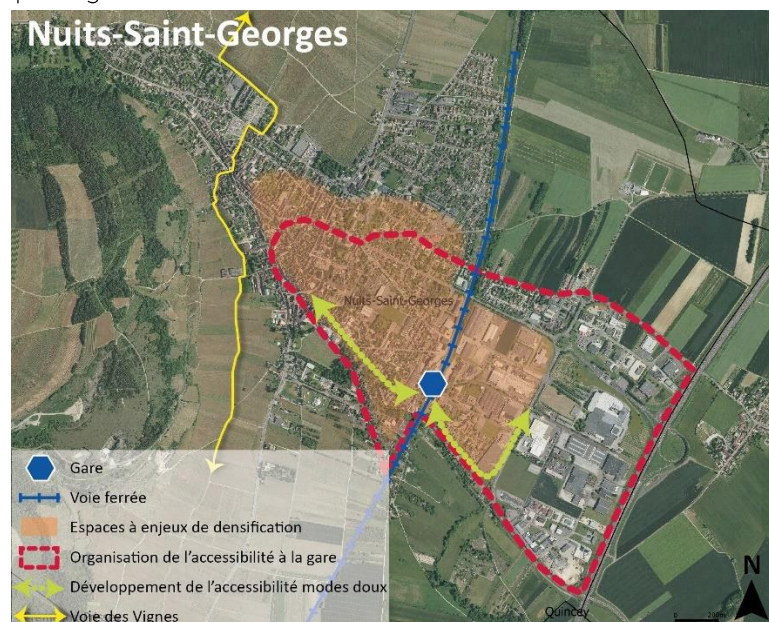 Nuits-Saint-Georges
Nuits-Saint-Georges
Gare
Voie ferrée
Espaces à enjeux de densification
Organisation de l'accessibilité à la gare
Développement de l'accessibilité modes doux
Voie des Vignes
Quincey
N
0